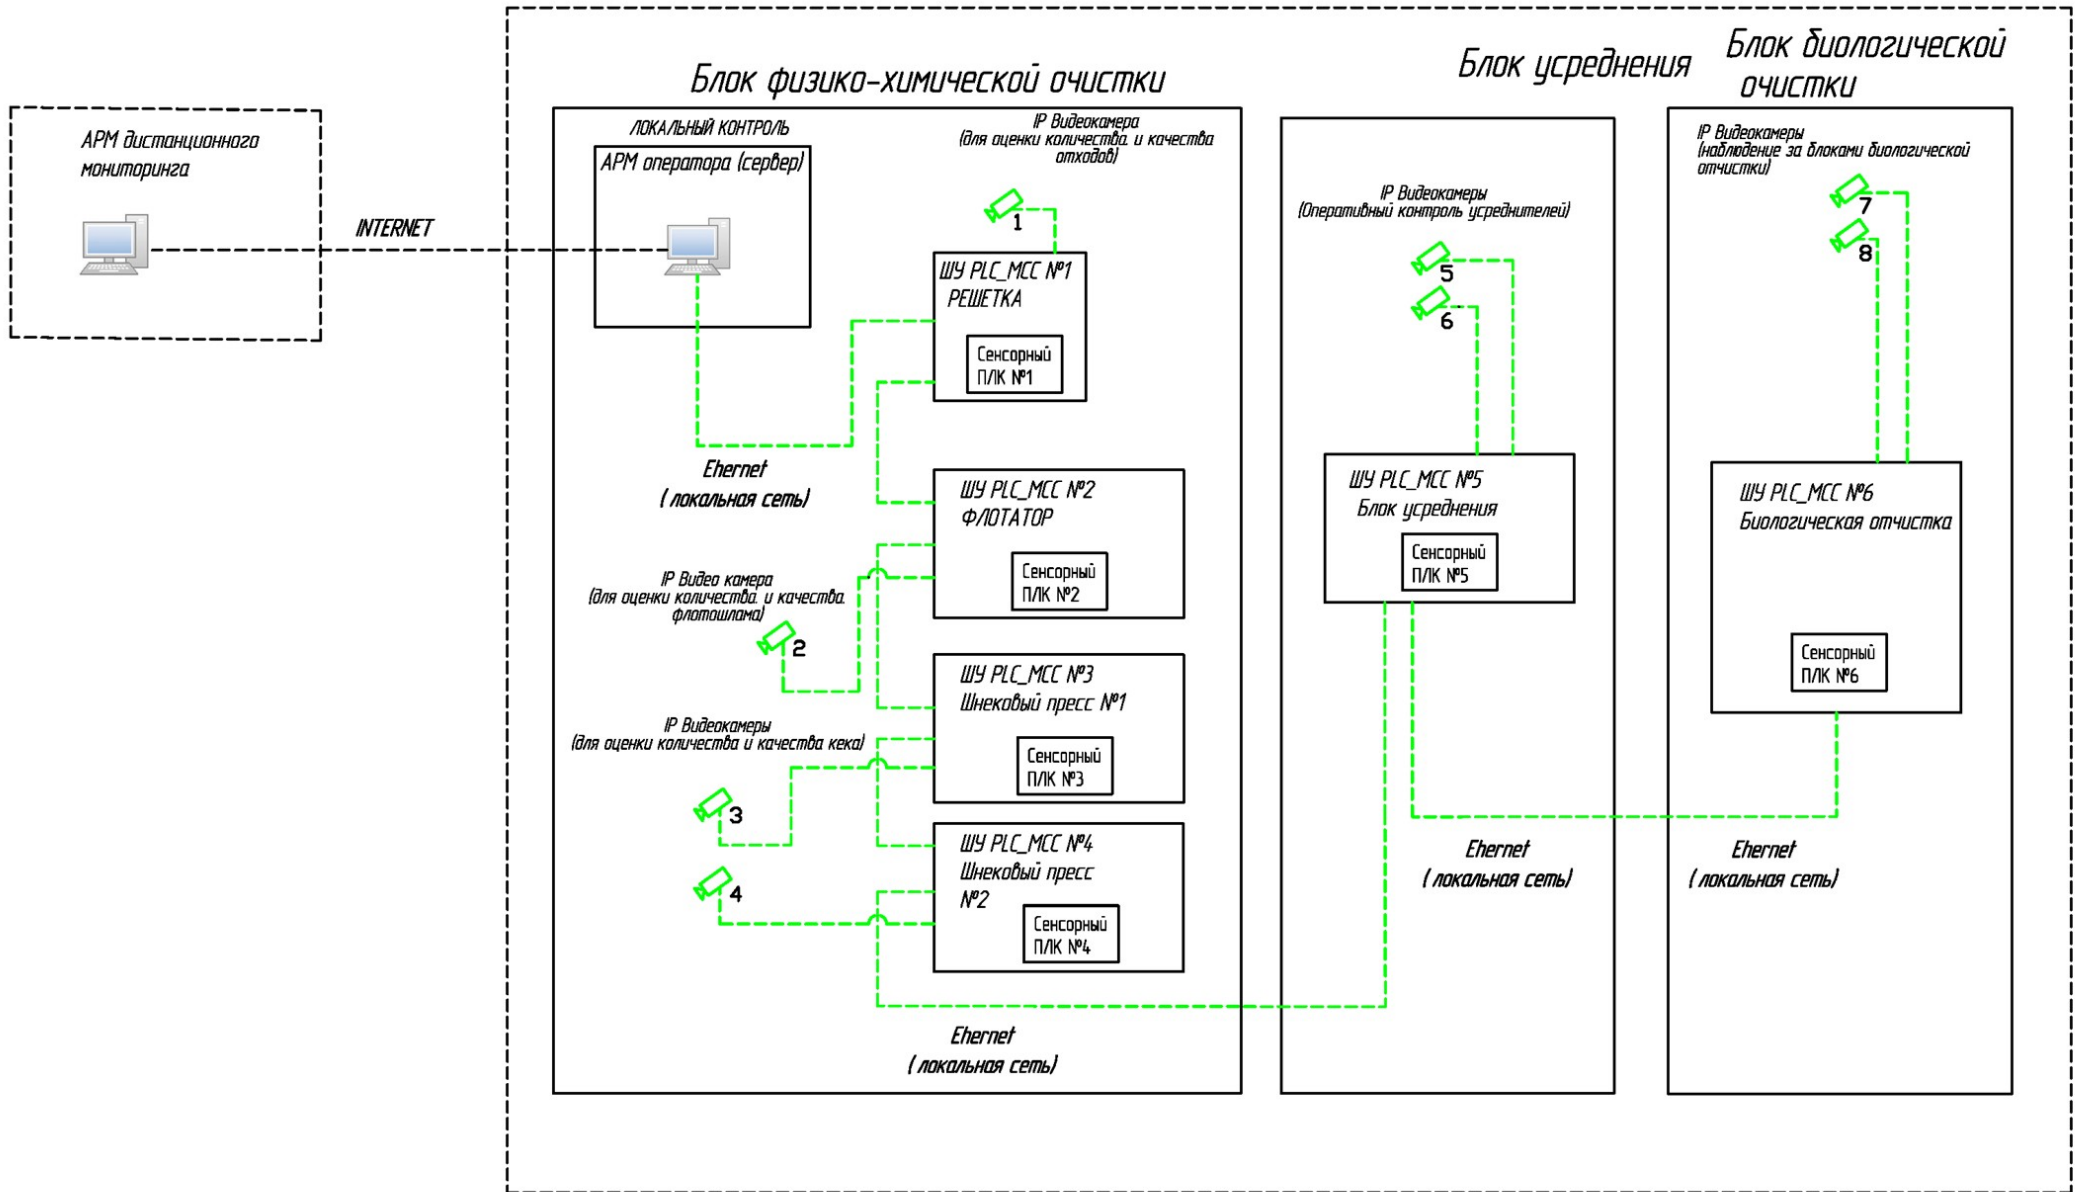 Блок физико-химической очистки
Блок усреднения
Блок биологической
очистки
АРМ дистанционного
мониторинга
INTERNET
ЛОКАЛЬНЫЙ КОНТРОЛЬ
АРМ оператора (сервер)
IP Видеокамера
(для оценки количества. и качества
отходов)
1
ШУ PLC_MCC №1
РЕШЕТКА
Сенсорный
ПЛК №1
Ehernet
( локальная сеть)
ШУ PLC_MCC №2
ФЛОТАТОР
Сенсорный
ПЛК №2
IP Видео камера
(для оценки количества. и качества.
флотошлама)
2
ШУ PLC_MCC №3
Шнековый пресс №1
Сенсорный
ПЛК №3
IP Видеокамеры
(для оценки количества и качества кека)
3
4
ШУ PLC_MCC №4
Шнековый пресс
№2
Сенсорный
ПЛК №4
Ehernet
( локальная сеть)
IP Видеокамеры
(Оперативный контроль усреднителей)
5
6
ШУ PLC_MCC №5
Блок усреднения
Сенсорный
ПЛК №5
Ehernet
( локальная сеть)
IP Видеокамеры
(наблюдение за блоками биологической
отчистки)
7
8
ШУ PLC_MCC №6
Биологическая отчистка
Сенсорный
ПЛК №6
Ehernet
( локальная сеть)